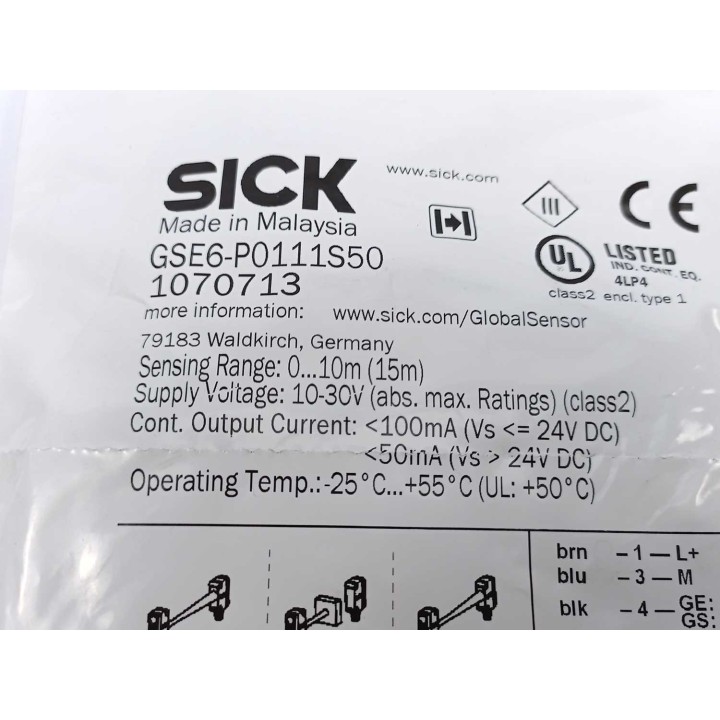 SICK
www.sick.com
III
CE
Made in Malaysia
GSE6-P0111S50
1070713
UL
LISTED
IND. CONT. EQ.
4LP4
class2 encl. type 1
more information: www.sick.com/GlobalSensor
79183 Waldkirch, Germany
Sensing Range: 0...10m (15m)
Supply Voltage: 10-30V (abs. max. Ratings) (class2)
Cont. Output Current: <100mA (Vs <= 24V DC)
<50mA (Vs > 24V DC)
Operating Temp.:-25°C...+55°C (UL: +50°C)
brn -1-L+
blu -3-M
blk -4-GE:
GS: